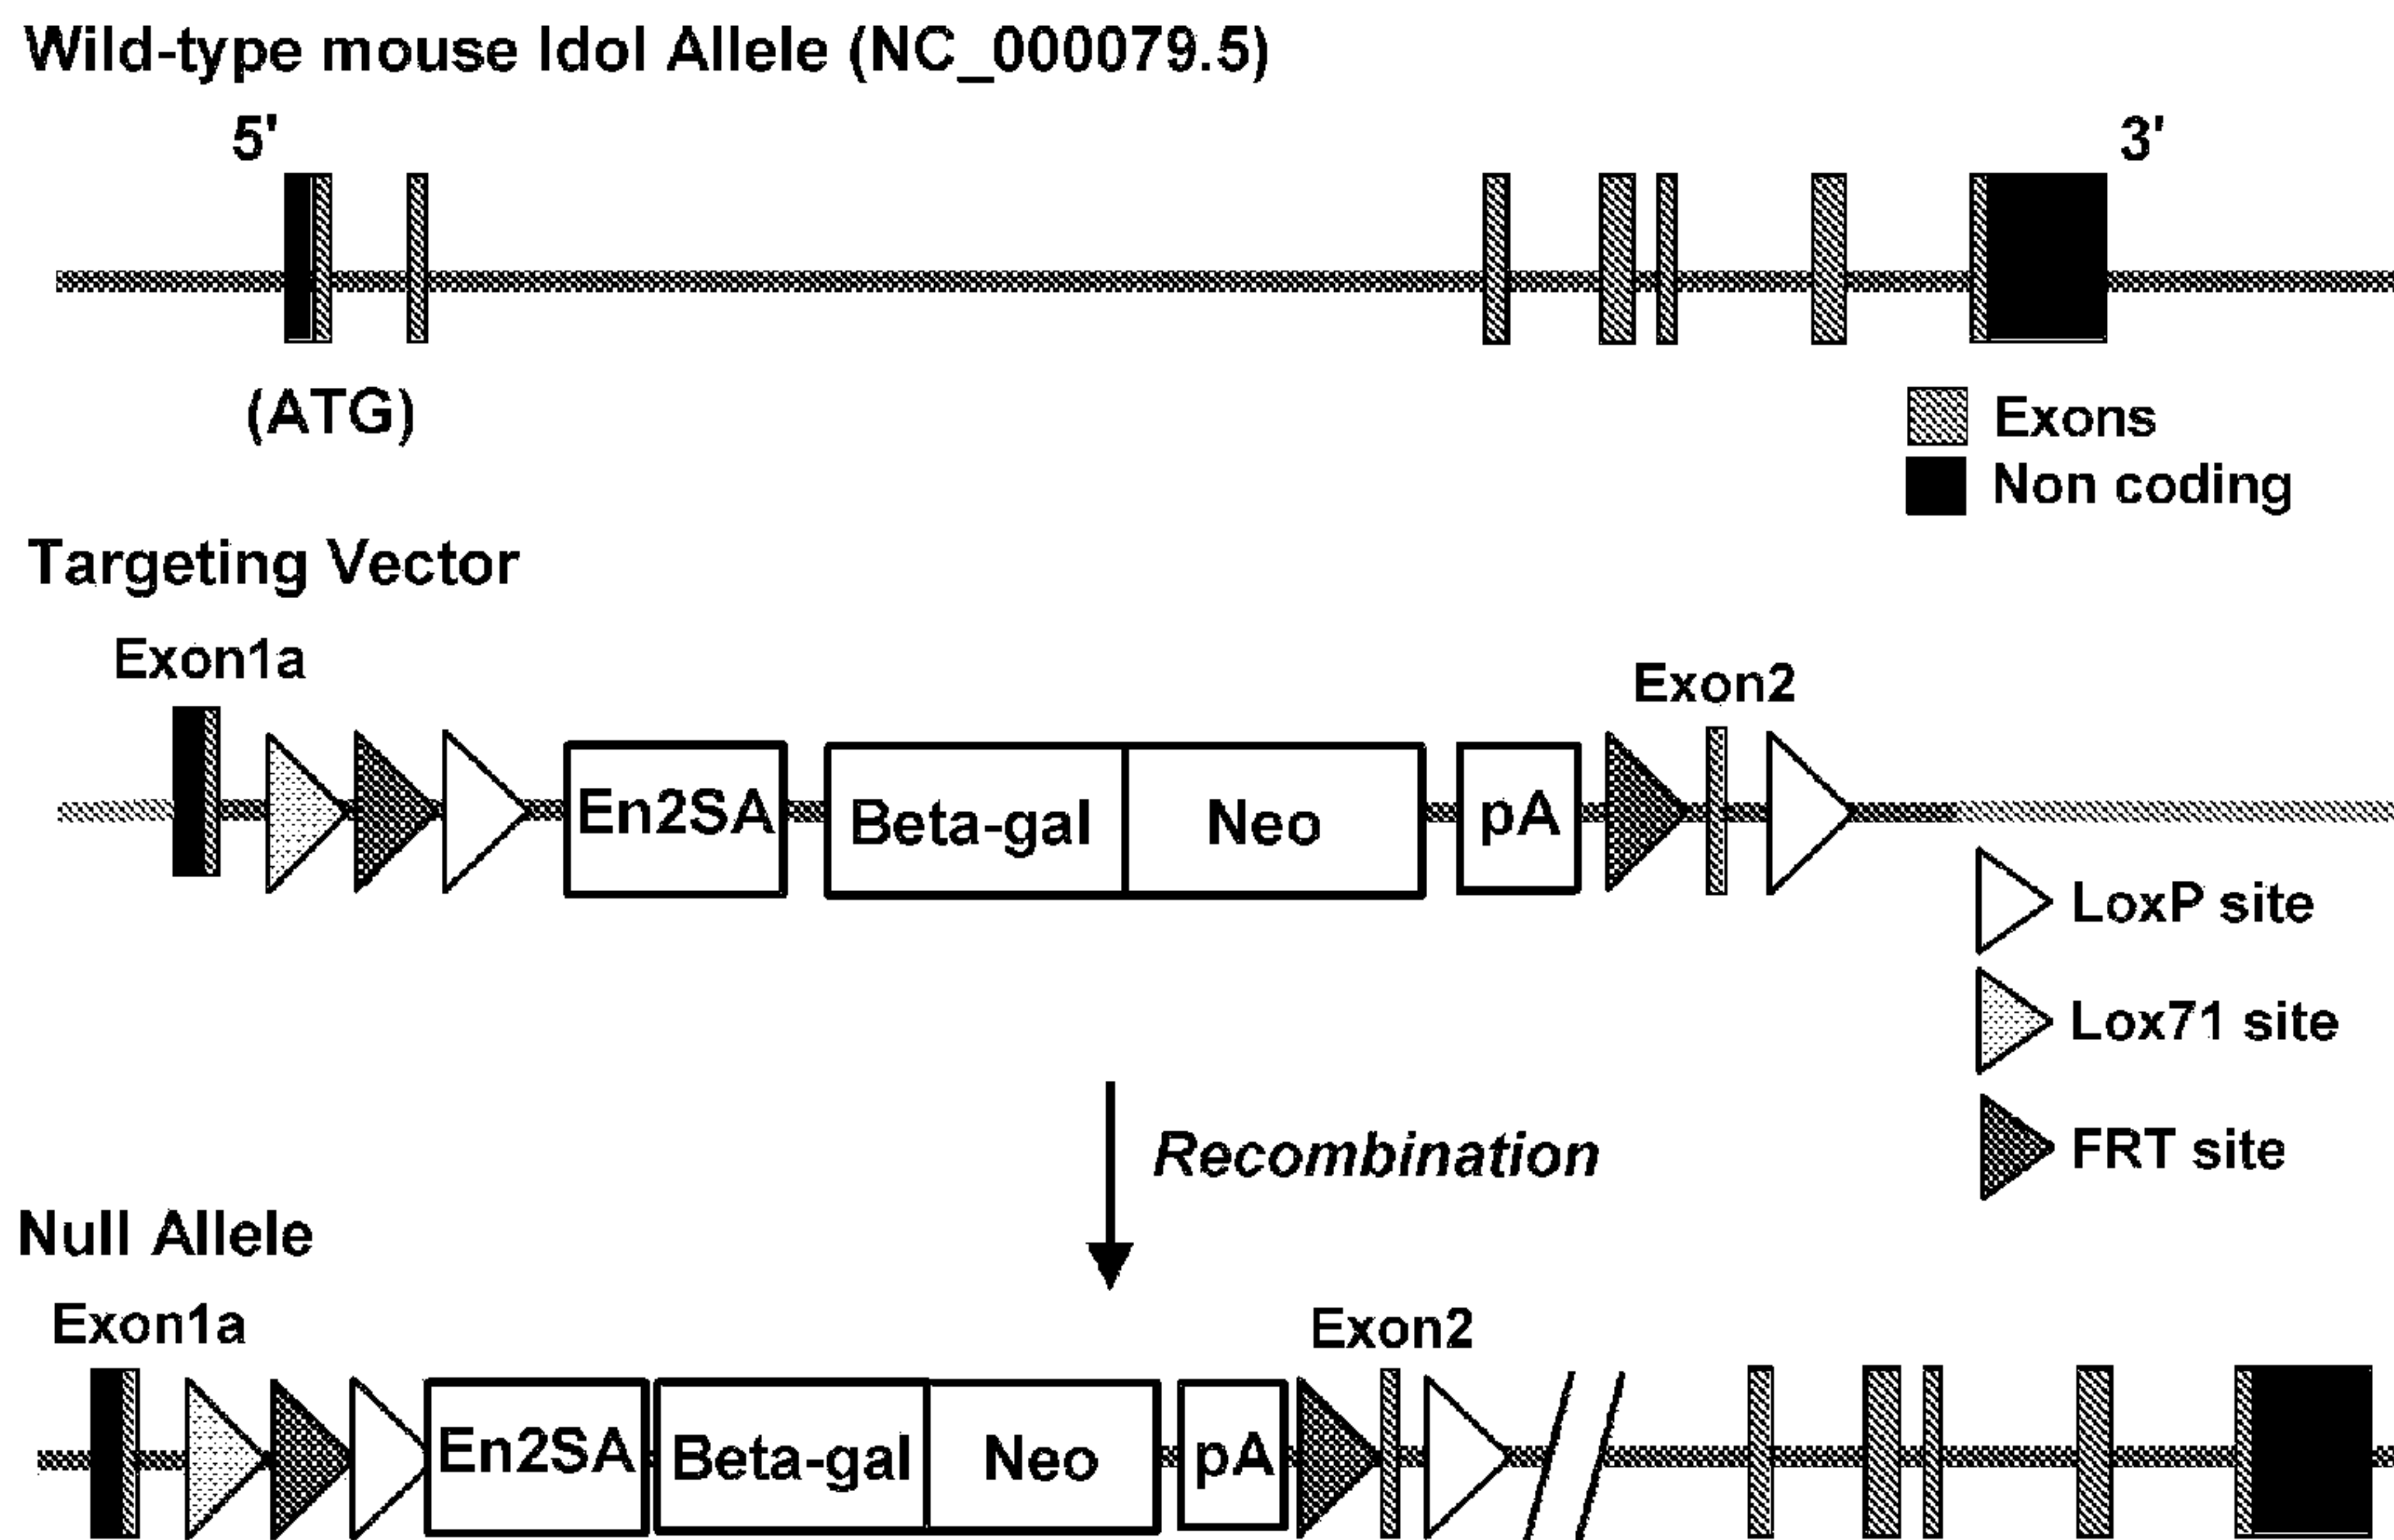 Wild-type mouse Idol Allele (NC_000079.5)
5' 3'
(ATG)
Exons
Non coding
Targeting Vector
Exon1a
Exon2
En2SA Beta-gal Neo pA
LoxP site
Lox71 site
FRT site
Recombination
Null Allele
Exon1a
Exon2
En2SA Beta-gal Neo pA